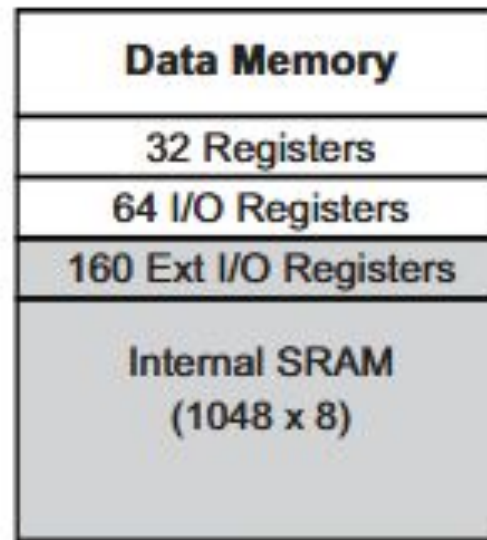 Data Memory
32 Registers
64 I/O Registers
160 Ext I/O Registers
Internal SRAM
(1048 x 8)